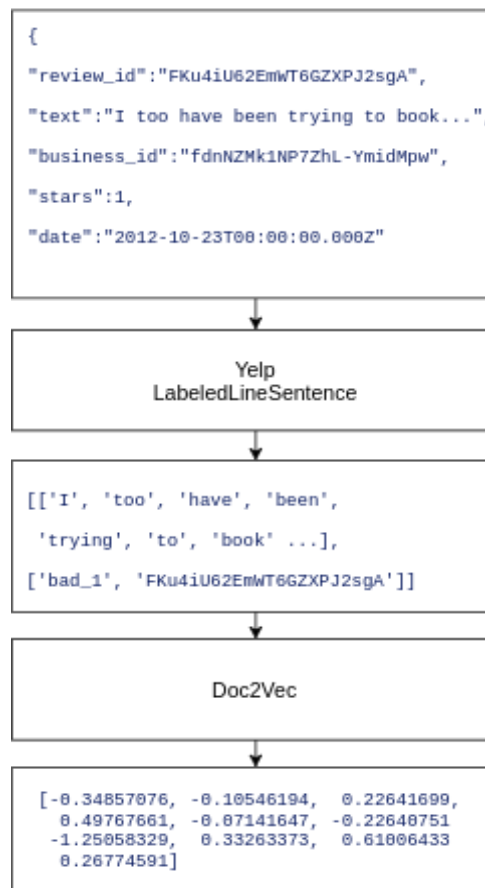 {
"review_id":"FKu4iU62EmWT6GZXPJ2sgA",
"text":"I too have been trying to book...",
"business_id":"fdnNZMk1NP7ZhL-YmidMpw",
"stars":1,
"date":"2012-10-23T00:00:00.000Z"
Yelp
LabeledLineSentence
[['I', 'too', 'have', 'been',
'trying', 'to', 'book' ...],
['bad_1', 'FKu4iU62EmWT6GZXPJ2sgA']]
Doc2Vec
[-0.34857076, -0.10546194, 0.22641699,
0.49767661, -0.07141647, -0.22640751
-1.25058329, 0.33263373, 0.61006433
0.26774591]